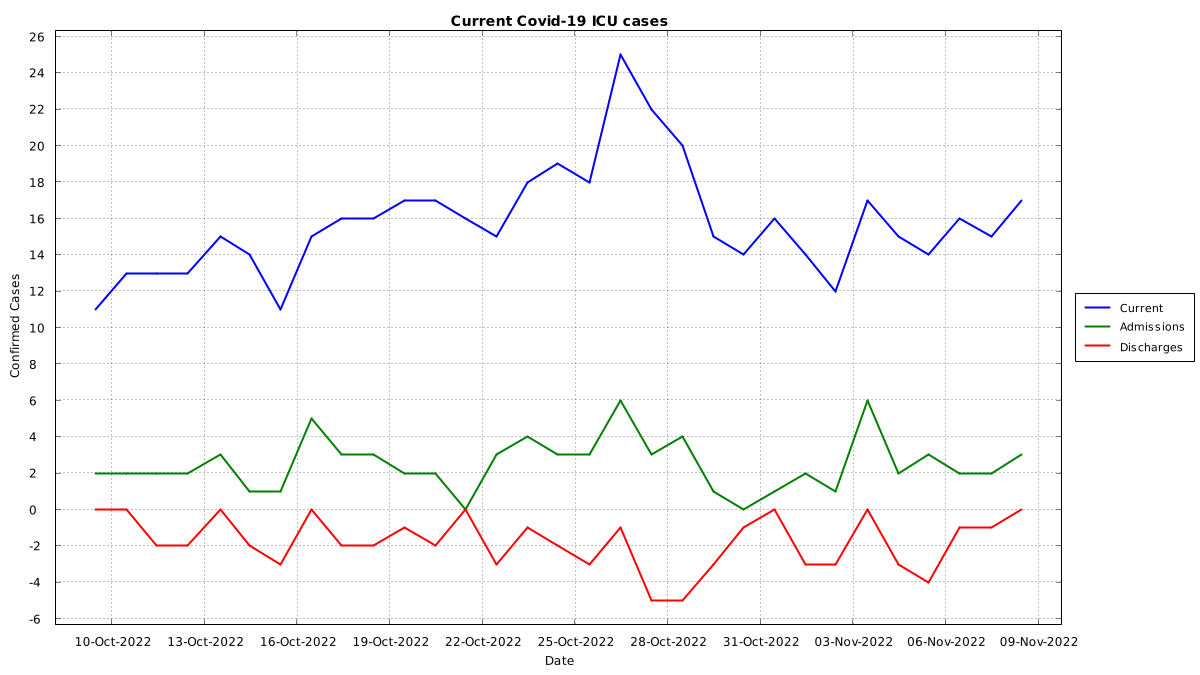 Current Covid-19 ICU cases
26
24
22
20
18
16
14
12
10
8
6
4
2
0
-2
-4
-6
Confirmed Cases
10-Oct-2022 13-Oct-2022 16-Oct-2022 19-Oct-2022 22-Oct-2022 25-Oct-2022 28-Oct-2022 31-Oct-2022 03-Nov-2022 06-Nov-2022 09-Nov-2022
Date
Current
Admissions
Discharges